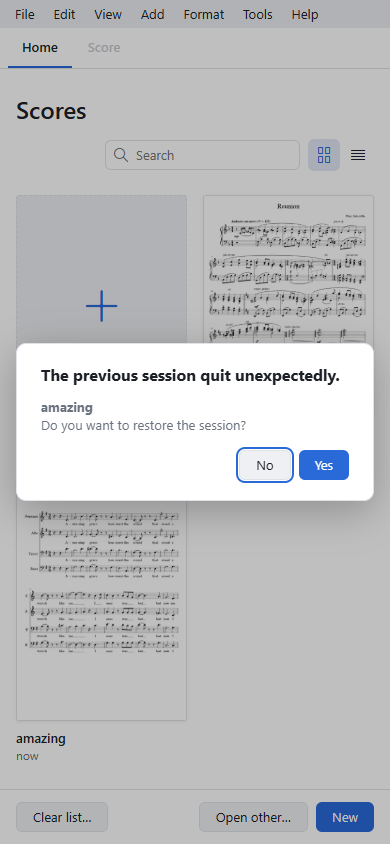 File Edit View Add Format Tools Help
Home Score
Scores
Search
Reunion
The previous session quit unexpectedly.
amazing
Do you want to restore the session?
No Yes
amazing
now
Clear list... Open other... New